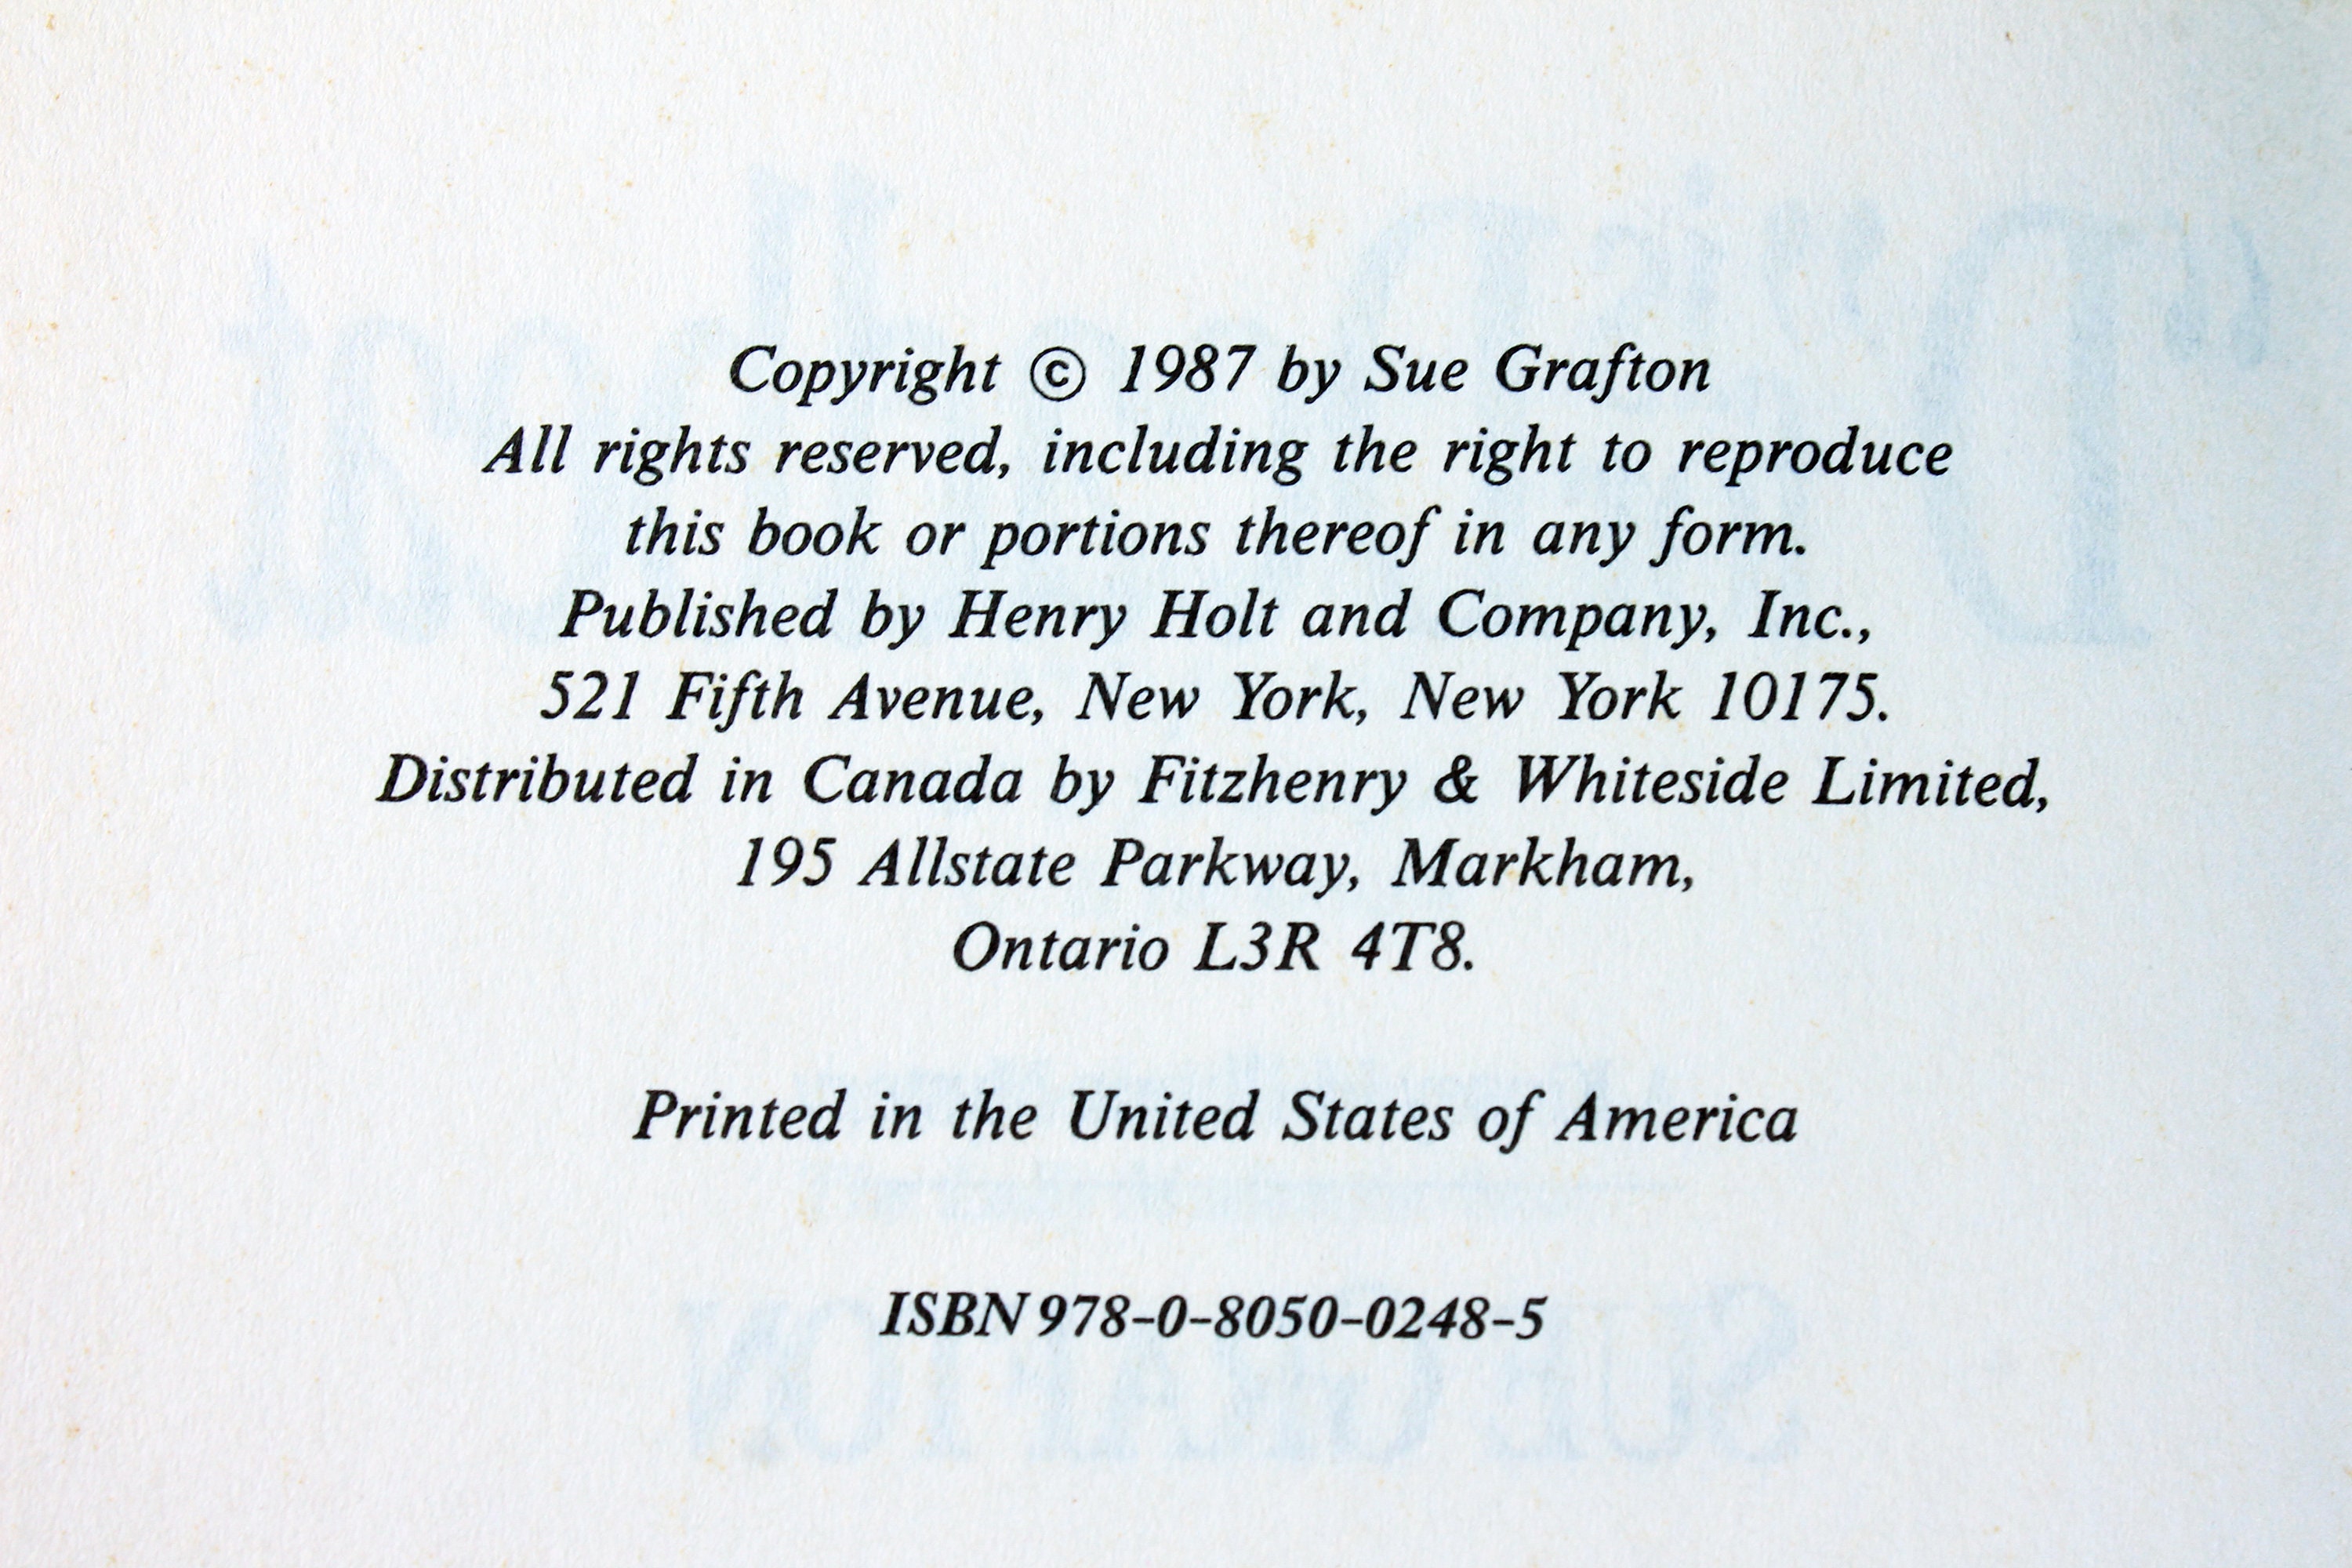 Copyright © 1987 by Sue Grafton
All rights reserved, including the right to reproduce
this book or portions thereof in any form.
Published by Henry Holt and Company, Inc.,
521 Fifth Avenue, New York, New York 10175.
Distributed in Canada by Fitzhenry & Whiteside Limited,
195 Allstate Parkway, Markham,
Ontario L3R 4T8.
Printed in the United States of America
ISBN 978-0-8050-0248-5